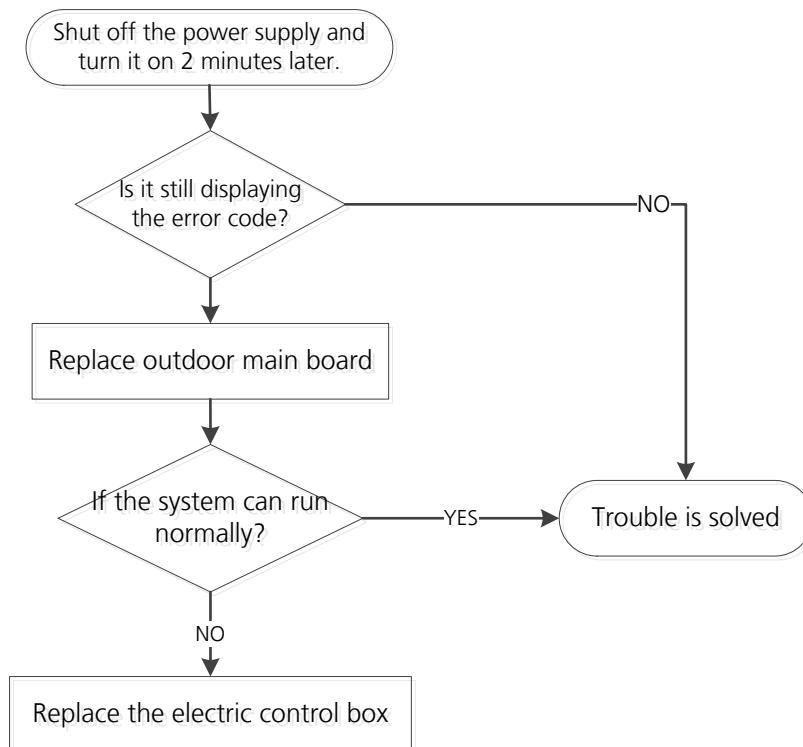 Shut off the power supply and
turn it on 2 minutes later.
Is it still displaying
the error code?
NO
Replace outdoor main board
If the system can run
normally?
YES
Trouble is solved
NO
Replace the electric control box